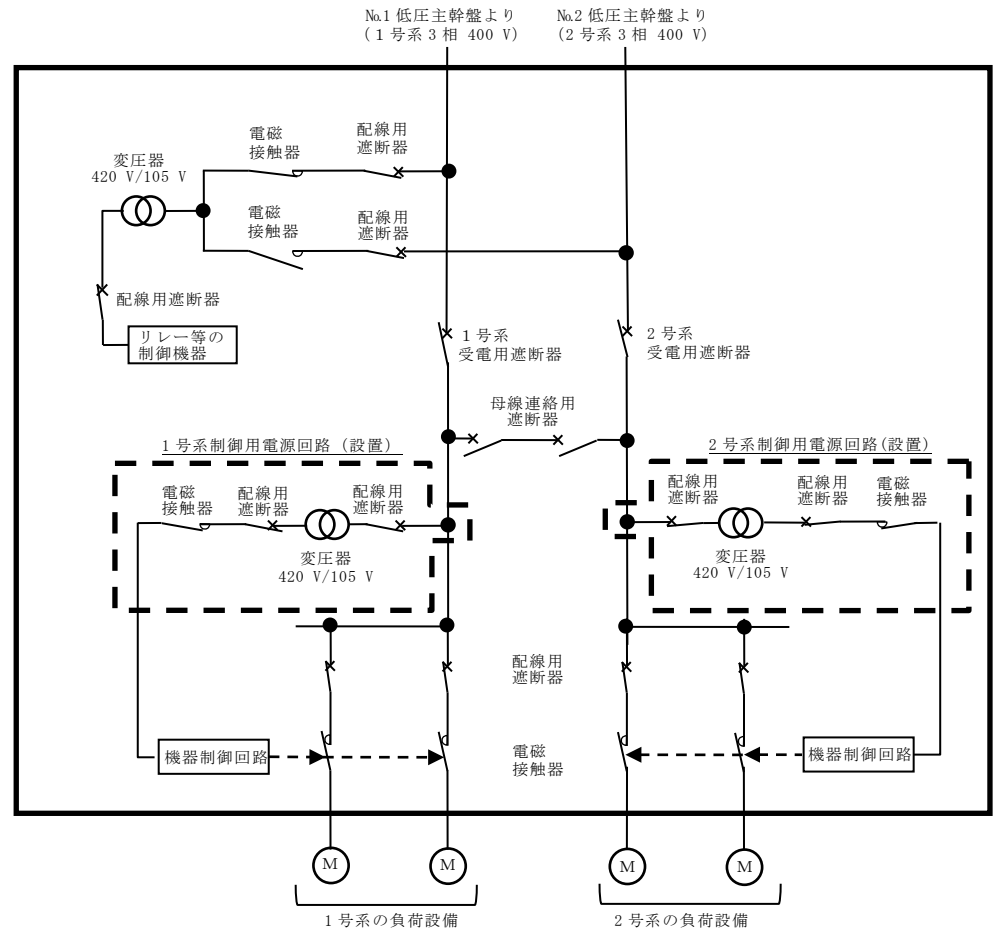 №1 低圧主幹盤より
(１号系３相 400 V)
№2 低圧主幹盤より
(２号系３相 400 V)
電磁
接触器
配線用
遮断器
変圧器
420 V/105 V
電磁
接触器
配線用
遮断器
配線用遮断器
リレー等の
制御機器
１号系
受電用遮断器
２号系
受電用遮断器
母線連絡用
遮断器
１号系制御用電源回路（設置）
２号系制御用電源回路(設置)
電磁
接触器
配線用
遮断器
配線用
遮断器
変圧器
420 V/105 V
配線用
遮断器
配線用
遮断器
電磁
接触器
変圧器
420 V/105 V
配線用
遮断器
機器制御回路
電磁
接触器
機器制御回路
M
M
M
M
１号系の負荷設備
２号系の負荷設備